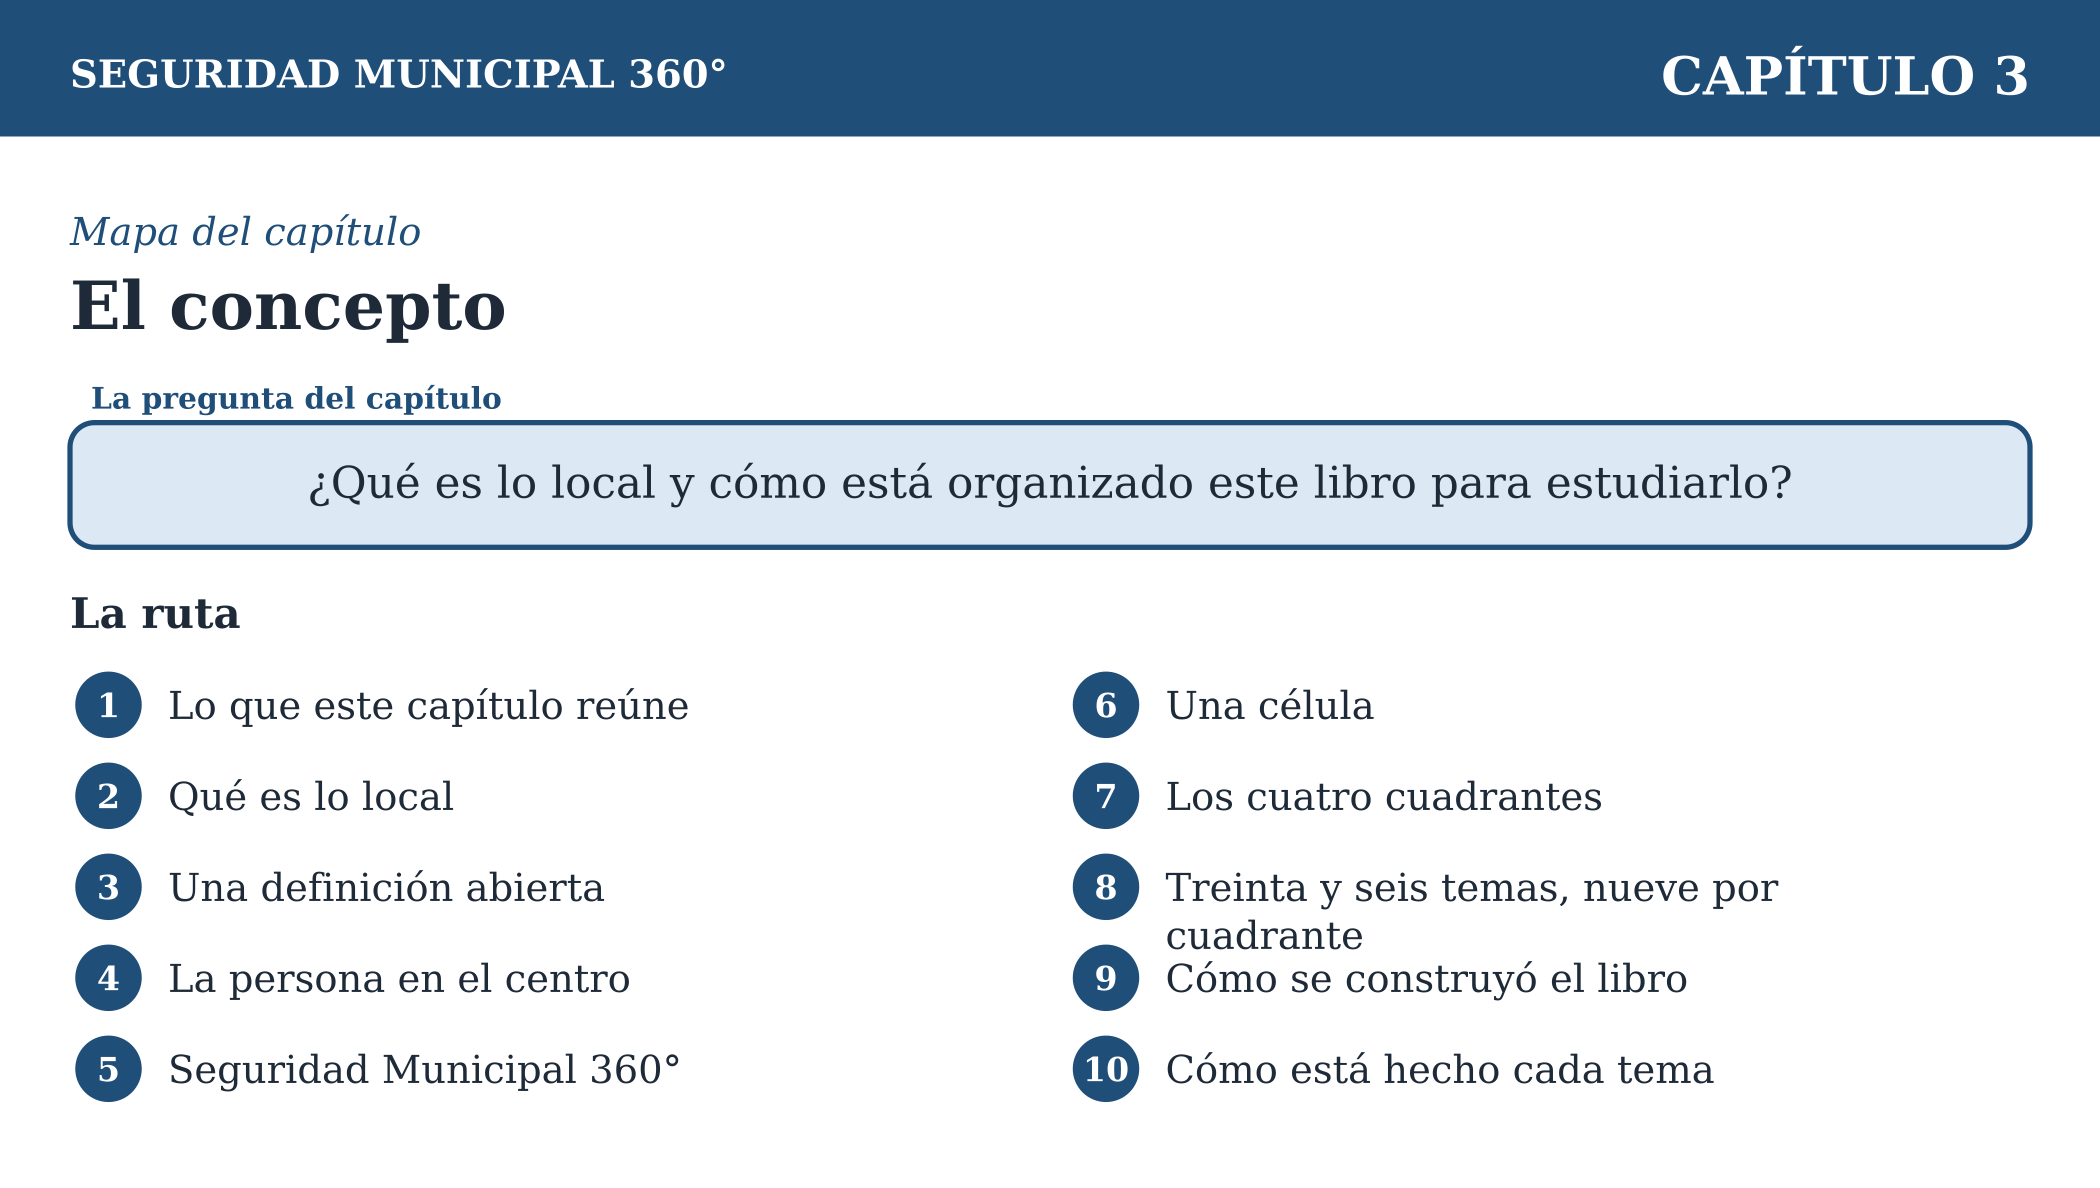 SEGURIDAD MUNICIPAL 360°
CAPÍTULO 3
Mapa del capítulo
El concepto
La pregunta del capítulo
¿Qué es lo local y cómo está organizado este libro para estudiarlo?
La ruta
1 Lo que este capítulo reúne
2 Qué es lo local
3 Una definición abierta
4 La persona en el centro
5 Seguridad Municipal 360°
6 Una célula
7 Los cuatro cuadrantes
8 Treinta y seis temas, nueve por
cuadrante
9 Cómo se construyó el libro
10 Cómo está hecho cada tema